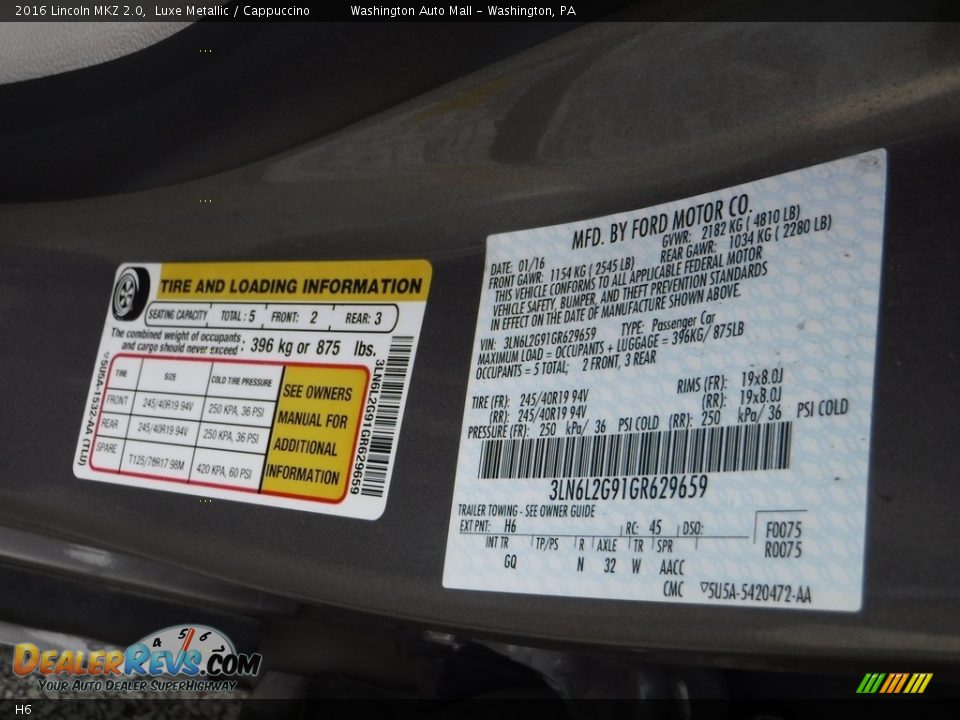 2016 Lincoln MKZ 2.0,  Luxe Metallic / Cappuccino    Washington Auto Mall - Washington, PA
TIRE AND LOADING INFORMATION
SEATING CAPACITY TOTAL : 5 FRONT: 2 REAR: 3
The combined weight of occupants and cargo should never exceed : 396 kg or 875 lbs.
TIRE SIZE COLD TIRE PRESSURE
FRONT 245/40R19 94V 250 KPA, 36 PSI
REAR 245/40R19 94V 250 KPA, 36 PSI
SPARE T125/78R17 98M 420 KPA, 60 PSI
SEE OWNERS
MANUAL FOR
ADDITIONAL
INFORMATION
5U5A-1532-AA (TLU)
3LN6L2G91GR629659
MFD. BY FORD MOTOR CO.
DATE: 01/16 GVWR: 2182 KG ( 4810 LB)
FRONT GAWR: 1154 KG ( 2545 LB) REAR GAWR: 1034 KG ( 2280 LB)
THIS VEHICLE CONFORMS TO ALL APPLICABLE FEDERAL MOTOR
VEHICLE SAFETY, BUMPER, AND THEFT PREVENTION STANDARDS
IN EFFECT ON THE DATE OF MANUFACTURE SHOWN ABOVE.
VIN: 3LN6L2G91GR629659 TYPE: Passenger Car
MAXIMUM LOAD = OCCUPANTS + LUGGAGE = 396KG/ 875LB
OCCUPANTS = 5 TOTAL; 2 FRONT, 3 REAR
TIRE (FR): 245/40R19 94V RIMS (FR): 19x8.0J
(RR): 245/40R19 94V (RR): 19x8.0J
PRESSURE (FR): 250 kPa/ 36 PSI COLD (RR): 250 kPa/ 36 PSI COLD
3LN6L2G91GR629659
TRAILER TOWING - SEE OWNER GUIDE
EXT PNT: H6 RC: 45 DSO: F0075
R0075
INT TR TP/PS R AXLE TR SPR
GQ N 32 W AACC
CMC 5U5A-5420472-AA
4 5 6
DEALERREVS.COM
YOUR AUTO DEALER SUPERHIGHWAY
H6